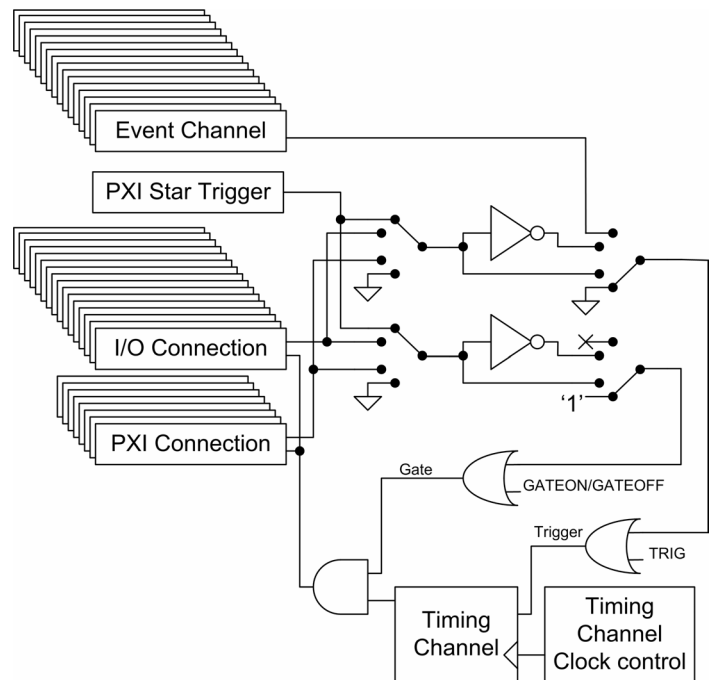 Event Channel
PXI Star Trigger
I/O Connection
PXI Connection
'1'
Gate
GATEON/GATEOFF
Trigger
TRIG
Timing
Channel
Timing
Channel
Clock control